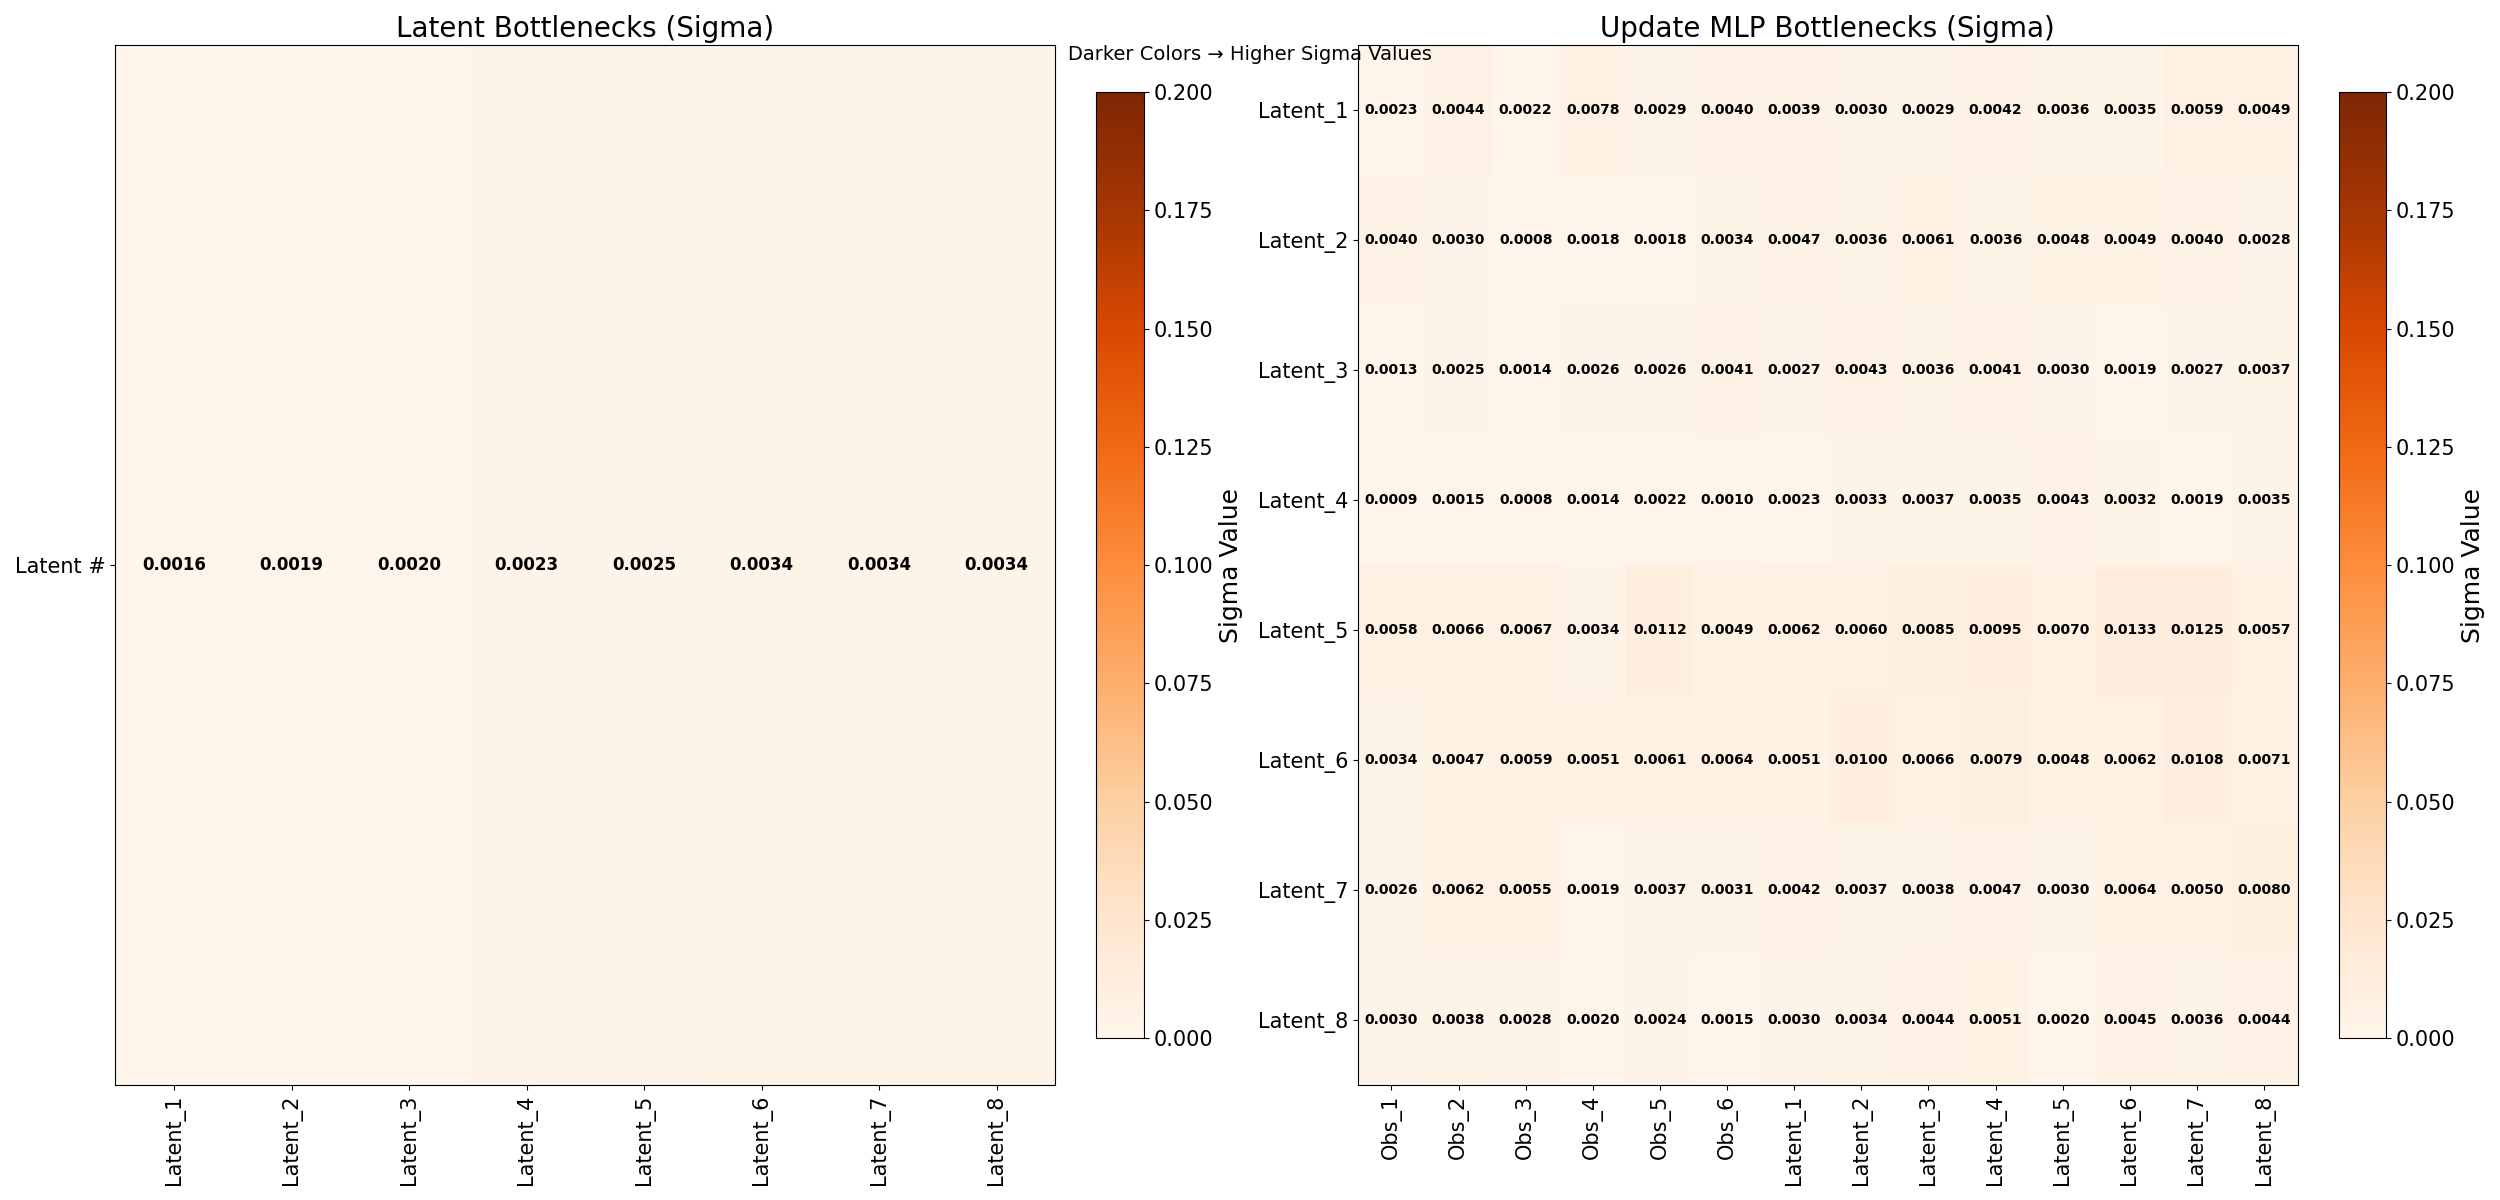 Latent Bottlenecks (Sigma)
Latent #
0.0016 0.0019 0.0020 0.0023 0.0025 0.0034 0.0034 0.0034
Latent_1 Latent_2 Latent_3 Latent_4 Latent_5 Latent_6 Latent_7 Latent_8
Darker Colors → Higher Sigma Values
0.200
0.175
0.150
0.125
0.100
0.075
0.050
0.025
0.000
Sigma Value
Update MLP Bottlenecks (Sigma)
Latent_1 0.0023 0.0044 0.0022 0.0078 0.0029 0.0040 0.0039 0.0030 0.0029 0.0042 0.0036 0.0035 0.0059 0.0049
Latent_2 0.0040 0.0030 0.0008 0.0018 0.0018 0.0034 0.0047 0.0036 0.0061 0.0036 0.0048 0.0049 0.0040 0.0028
Latent_3 0.0013 0.0025 0.0014 0.0026 0.0026 0.0041 0.0027 0.0043 0.0036 0.0041 0.0030 0.0019 0.0027 0.0037
Latent_4 0.0009 0.0015 0.0008 0.0014 0.0022 0.0010 0.0023 0.0033 0.0037 0.0035 0.0043 0.0032 0.0019 0.0035
Latent_5 0.0058 0.0066 0.0067 0.0034 0.0112 0.0049 0.0062 0.0060 0.0085 0.0095 0.0070 0.0133 0.0125 0.0057
Latent_6 0.0034 0.0047 0.0059 0.0051 0.0061 0.0064 0.0051 0.0100 0.0066 0.0079 0.0048 0.0062 0.0108 0.0071
Latent_7 0.0026 0.0062 0.0055 0.0019 0.0037 0.0031 0.0042 0.0037 0.0038 0.0047 0.0030 0.0064 0.0050 0.0080
Latent_8 0.0030 0.0038 0.0028 0.0020 0.0024 0.0015 0.0030 0.0034 0.0044 0.0051 0.0020 0.0045 0.0036 0.0044
Obs_1 Obs_2 Obs_3 Obs_4 Obs_5 Obs_6 Latent_1 Latent_2 Latent_3 Latent_4 Latent_5 Latent_6 Latent_7 Latent_8
0.200
0.175
0.150
0.125
0.100
0.075
0.050
0.025
0.000
Sigma Value